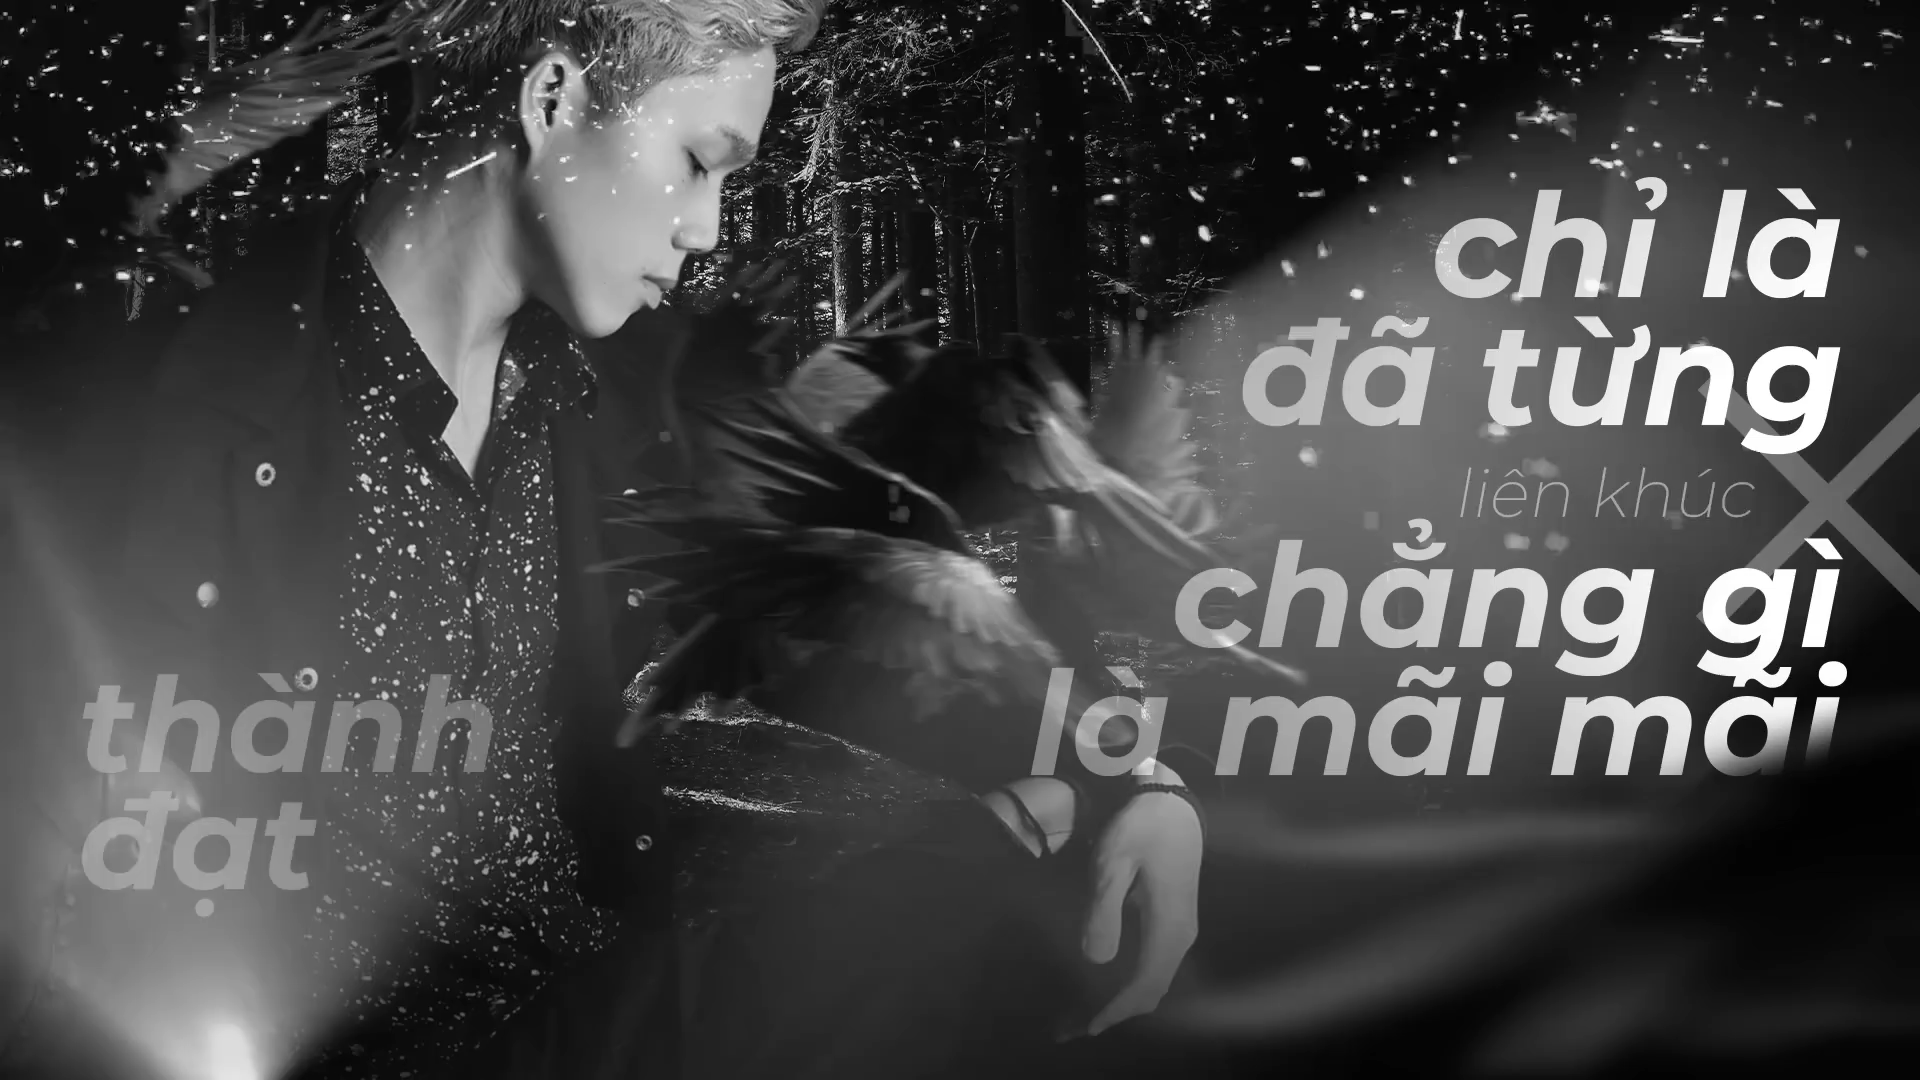 chỉ là
đã từng
liên khúc
chẳng gì
là mãi mãi
thành
đạt